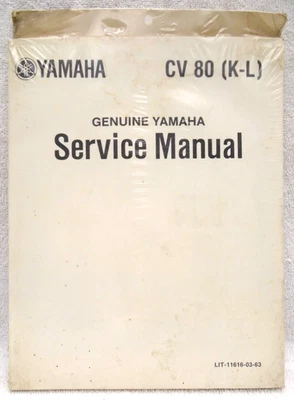 YAMAHA CV 80 (K-L)
GENUINE YAMAHA
Service Manual
LIT-11616-03-63